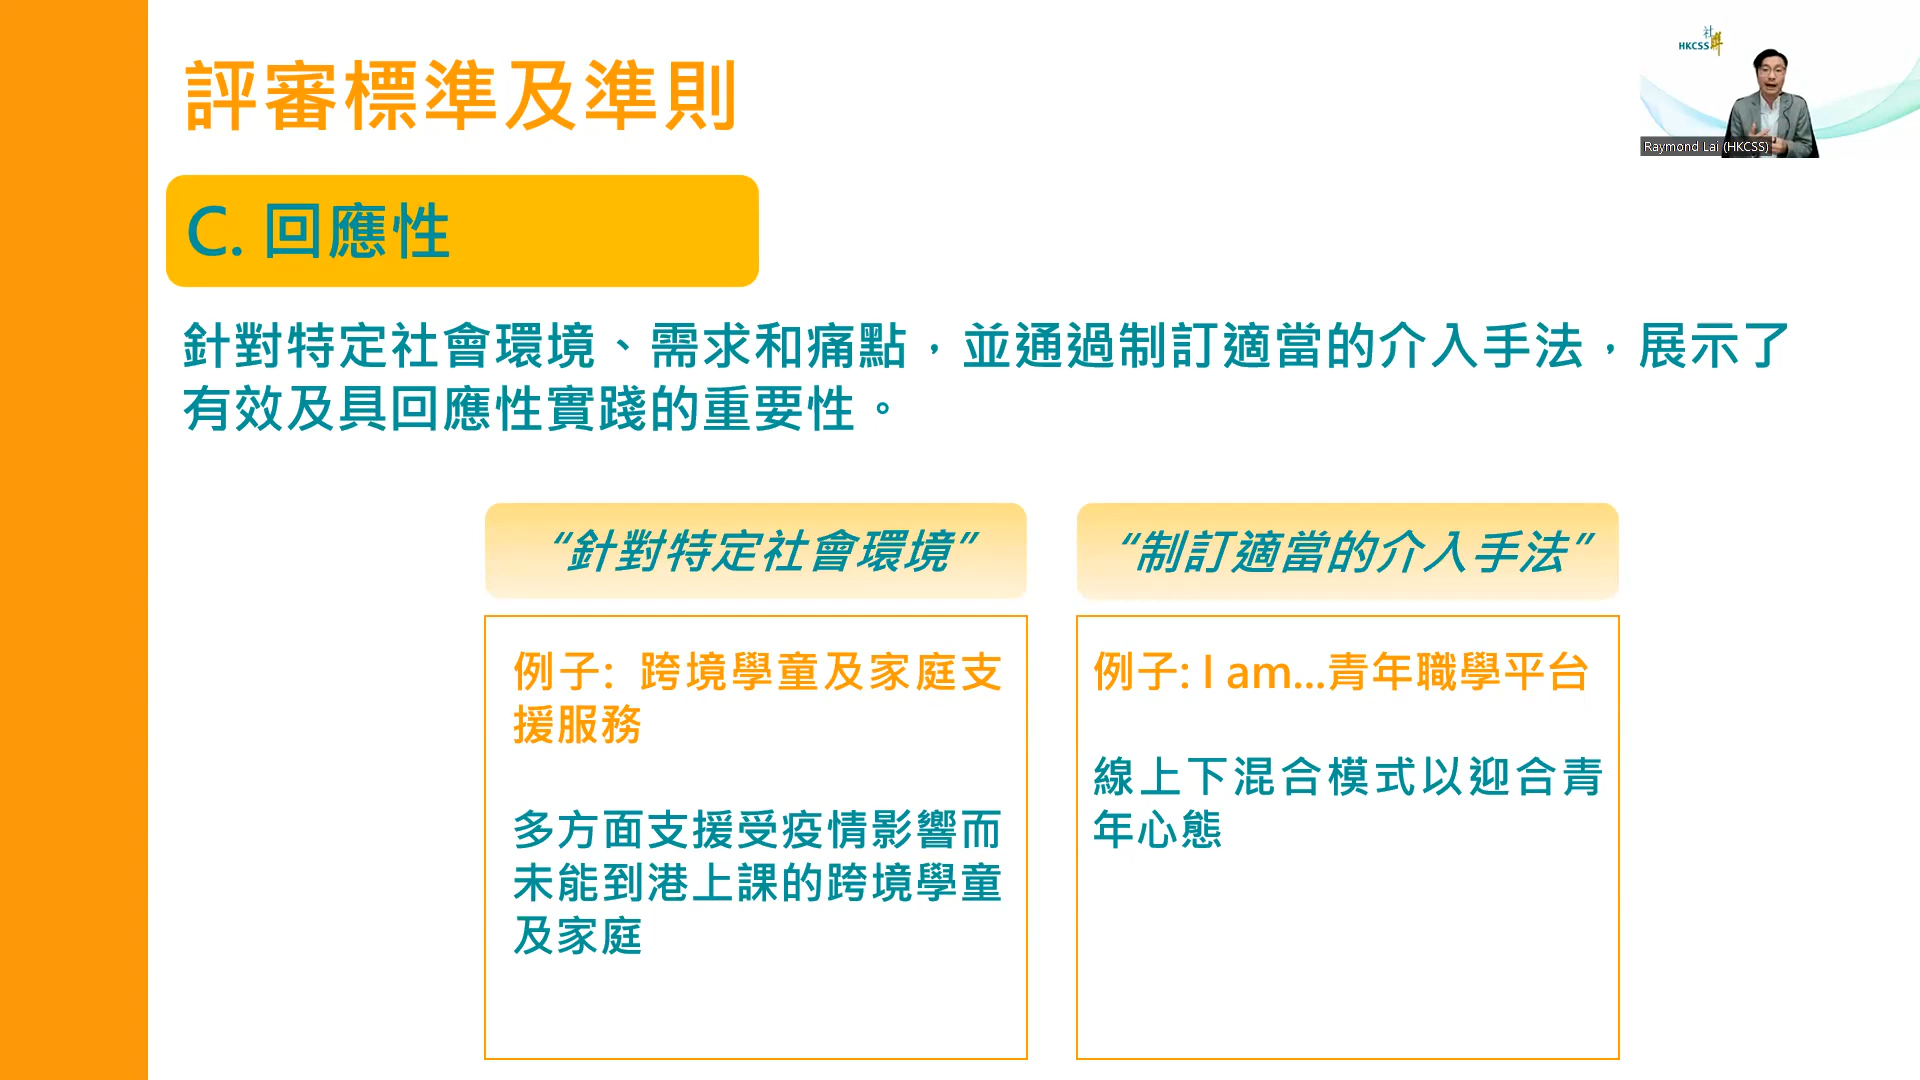 評審標準及準則
社聯
HKCSS
Raymond Lai (HKCSS)
C. 回應性
針對特定社會環境、需求和痛點，並通過制訂適當的介入手法，展示了
有效及具回應性實踐的重要性。
“針對特定社會環境”
“制訂適當的介入手法”
例子: 跨境學童及家庭支
援服務
多方面支援受疫情影響而
未能到港上課的跨境學童
及家庭
例子: I am...青年職學平台
線上下混合模式以迎合青
年心態